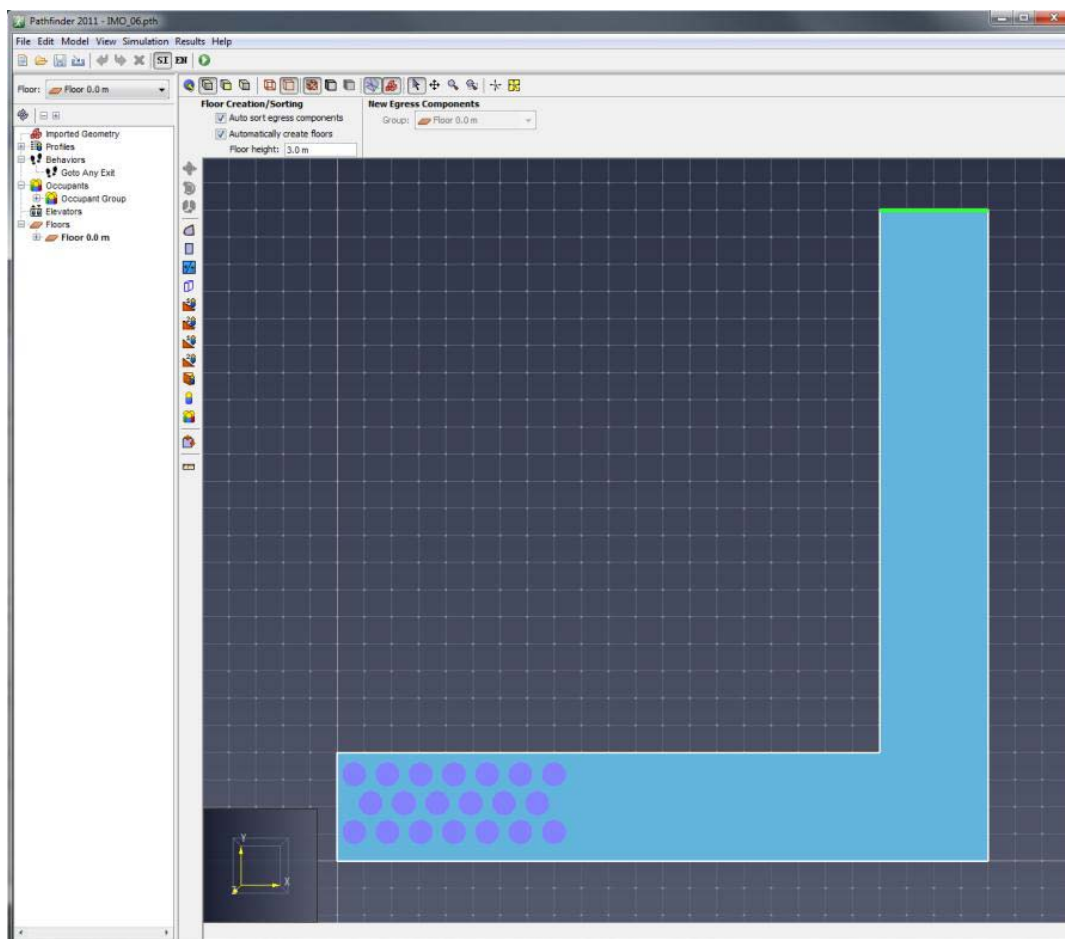 Pathfinder 2011 - IMO_06.pth
File Edit Model View Simulation Results Help
SI EN
Floor: Floor 0.0 m
Floor Creation/Sorting
New Egress Components
Auto sort egress components
Group: Floor 0.0 m
Automatically create floors
Floor height: 3.0 m
Imported Geometry
Profiles
Behaviors
Goto Any Exit
Occupants
Occupant Group
Elevators
Floors
Floor 0.0 m
Y
X
Z